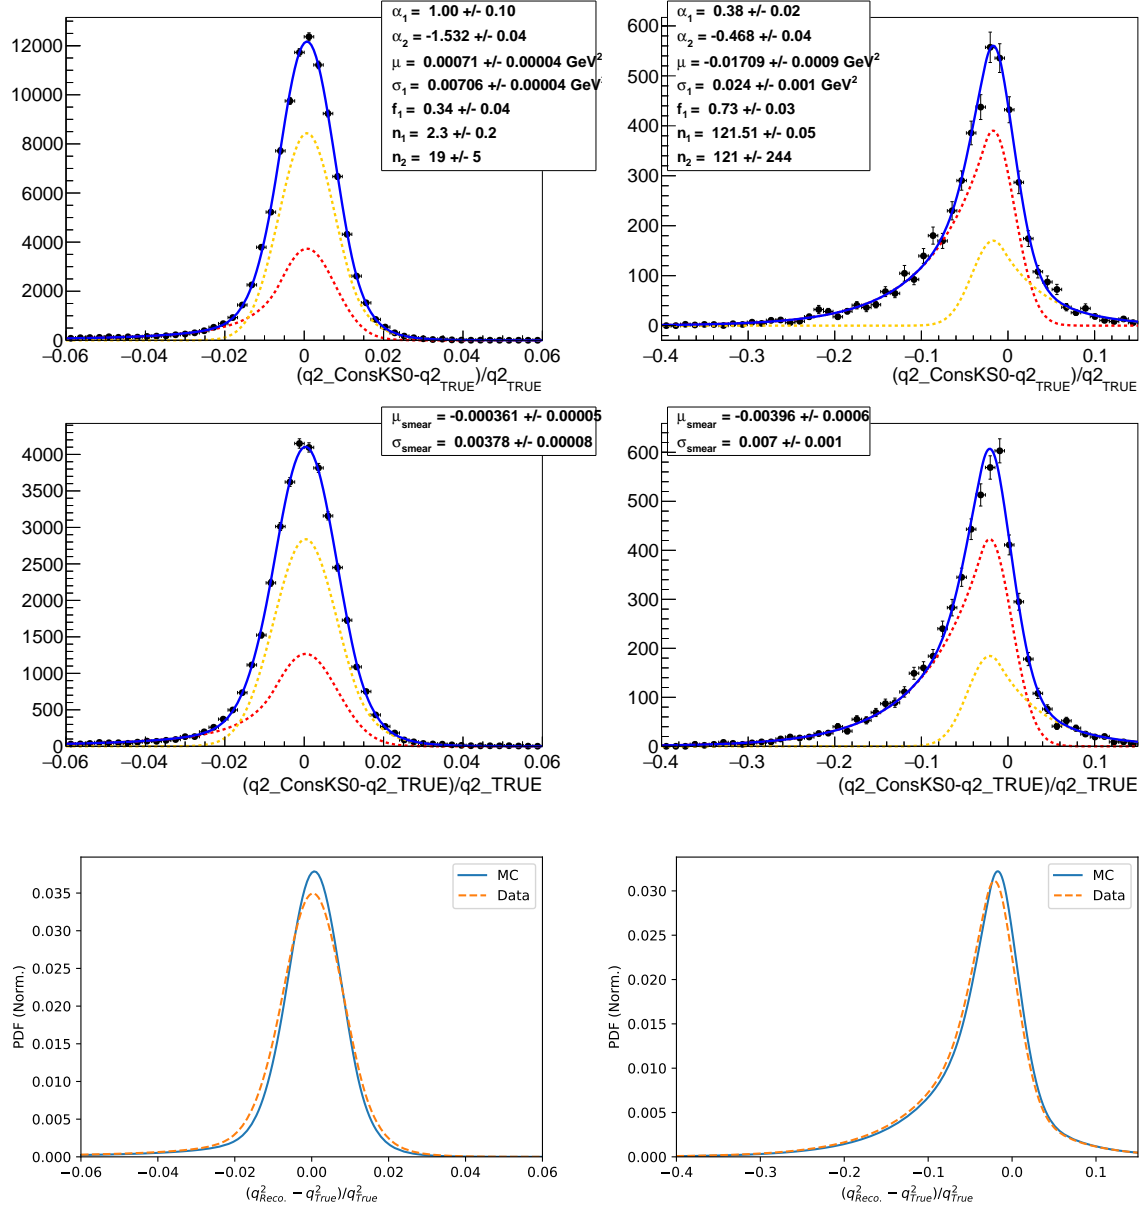 α1 = 1.00 +/- 0.10
α2 = -1.532 +/- 0.04
μ = 0.00071 +/- 0.00004 GeV2
σ1 = 0.00706 +/- 0.00004 GeV
f1 = 0.34 +/- 0.04
n1 = 2.3 +/- 0.2
n2 = 19 +/- 5
12000
10000
8000
6000
4000
2000
0
−0.06 −0.04 −0.02 0 0.02 0.04 0.06
(q2_ConsKS0-q2TRUE)/q2TRUE
α1 = 0.38 +/- 0.02
α2 = -0.468 +/- 0.04
μ = -0.01709 +/- 0.0009 GeV2
σ1 = 0.024 +/- 0.001 GeV2
f1 = 0.73 +/- 0.03
n1 = 121.51 +/- 0.05
n2 = 121 +/- 244
600
500
400
300
200
100
0
−0.4 −0.3 −0.2 −0.1 0 0.1
(q2_ConsKS0-q2TRUE)/q2TRUE
μsmear = -0.000361 +/- 0.00005
σsmear = 0.00378 +/- 0.00008
4000
3500
3000
2500
2000
1500
1000
500
0
−0.06 −0.04 −0.02 0 0.02 0.04 0.06
(q2_ConsKS0-q2_TRUE)/q2_TRUE
μsmear = -0.00396 +/- 0.0006
σsmear = 0.007 +/- 0.001
600
500
400
300
200
100
0
−0.4 −0.3 −0.2 −0.1 0 0.1
(q2_ConsKS0-q2_TRUE)/q2_TRUE
MC
Data
PDF (Norm.)
0.035
0.030
0.025
0.020
0.015
0.010
0.005
0.000
−0.06 −0.04 −0.02 0.00 0.02 0.04 0.06
(q2Reco. − q2True)/q2True
MC
Data
PDF (Norm.)
0.030
0.025
0.020
0.015
0.010
0.005
0.000
−0.4 −0.3 −0.2 −0.1 0.0 0.1
(q2Reco. − q2True)/q2True